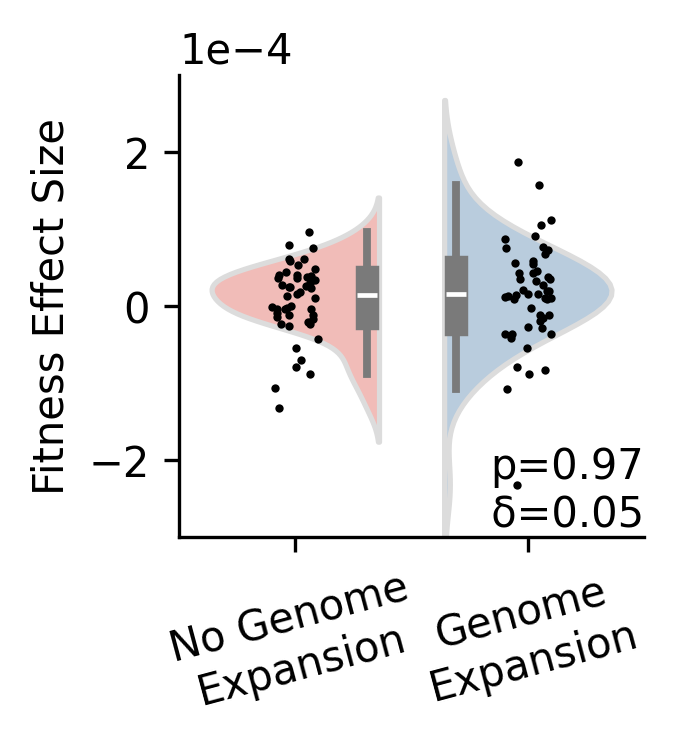 1e−4
Fitness Effect Size
2
0
−2
p=0.97
δ=0.05
No Genome
Expansion
Genome
Expansion